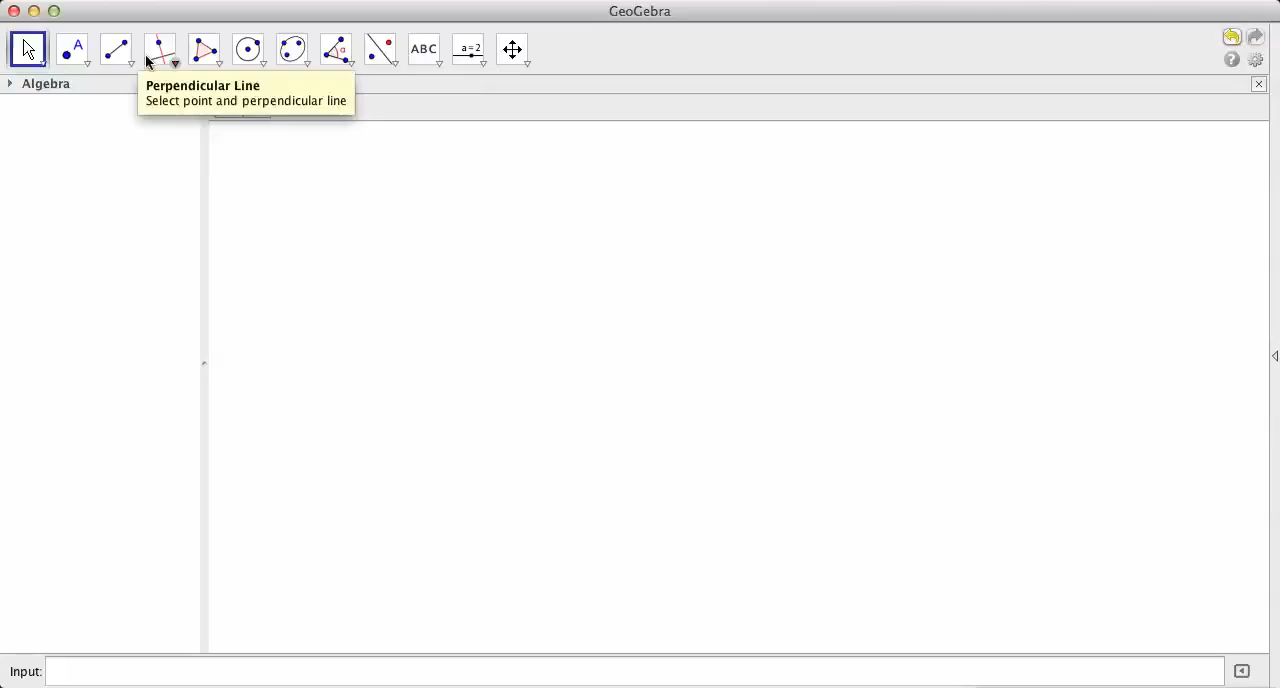 GeoGebra
A
α
ABC
a=2
?
Algebra
Perpendicular Line
Select point and perpendicular line
Input: